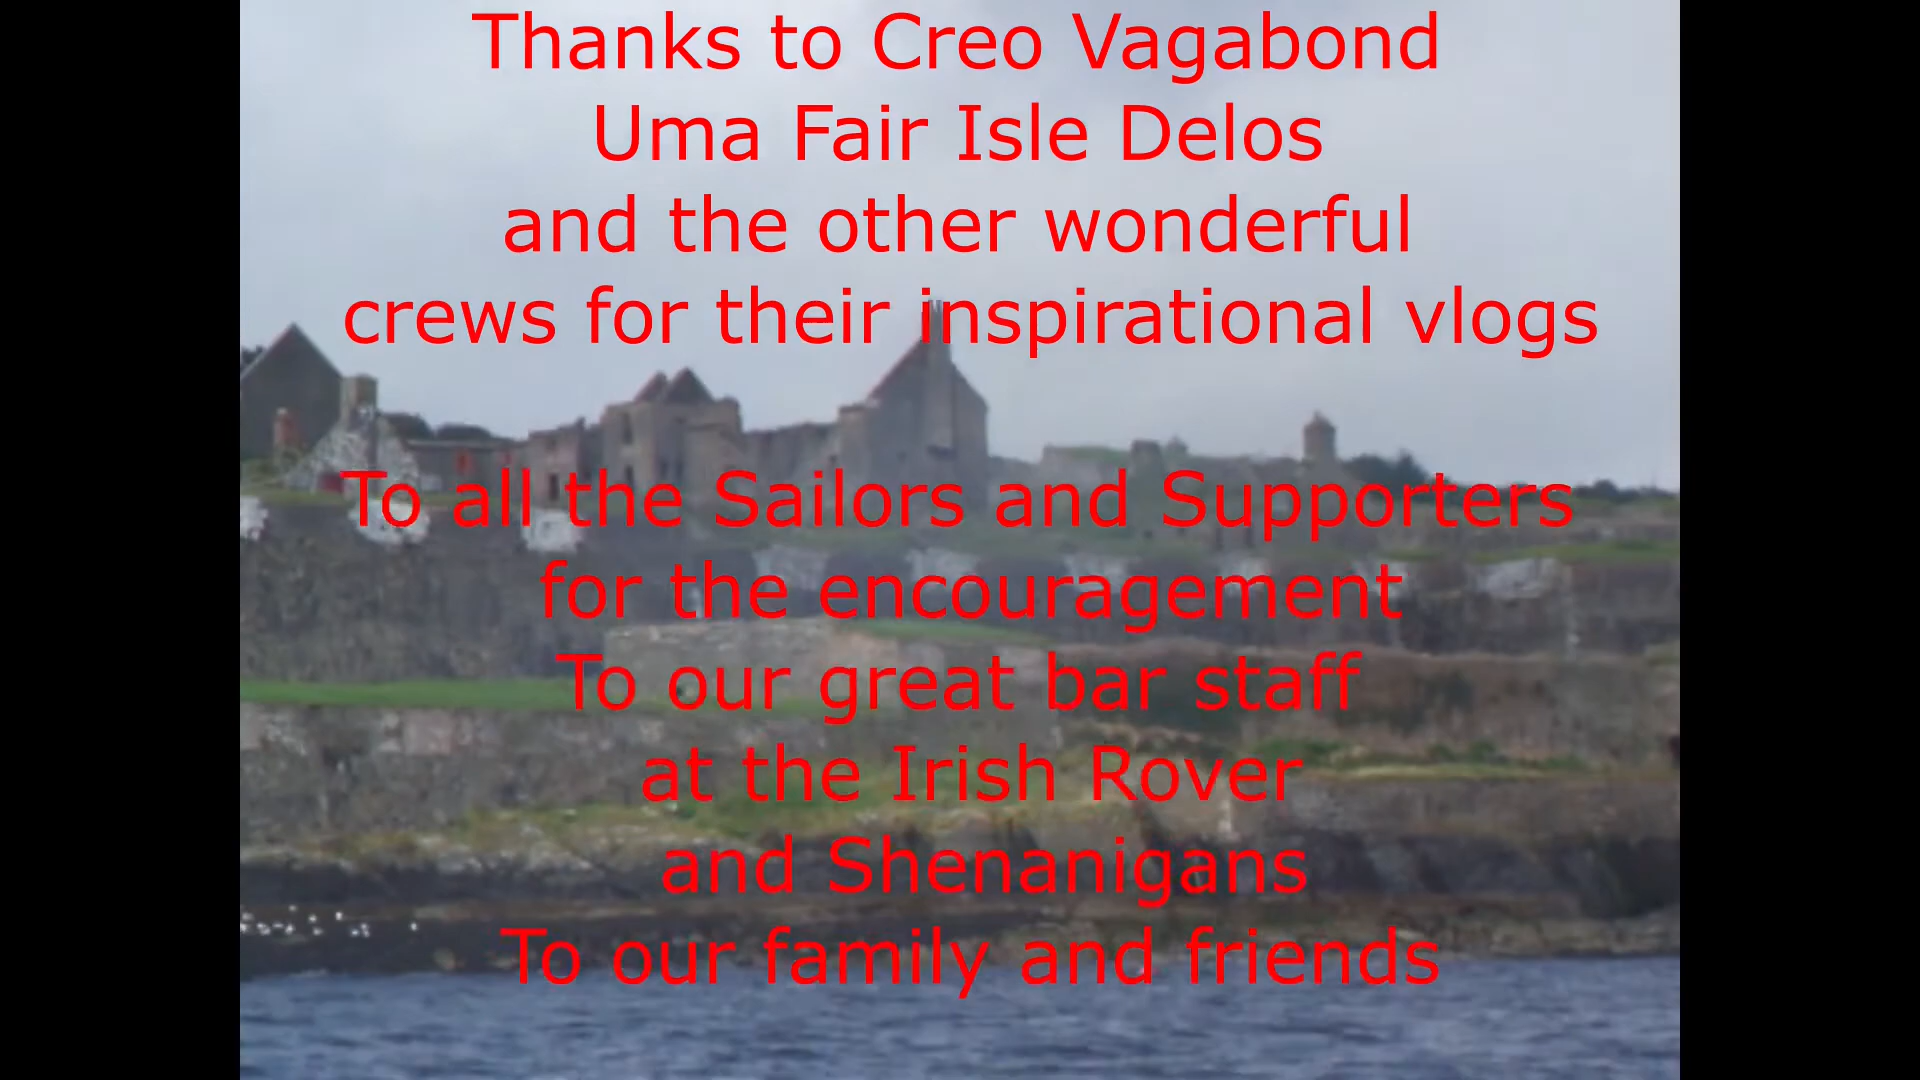 Thanks to Creo Vagabond
Uma Fair Isle Delos
and the other wonderful
crews for their inspirational vlogs
To all the Sailors and Supporters
for the encouragement
To our great bar staff
at the Irish Rover
and Shenanigans
To our family and friends